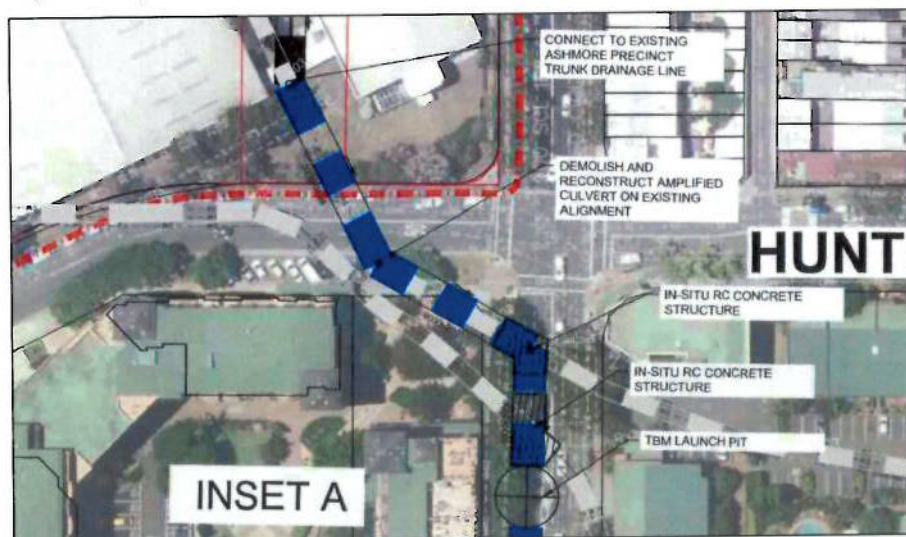 CONNECT TO EXISTING
ASHMORE PRECINCT
TRUNK DRAINAGE LINE
DEMOLISH AND
RECONSTRUCT AMPLIFIED
CULVERT ON EXISTING
ALIGNMENT
HUNT
IN-SITU RC CONCRETE
STRUCTURE
IN-SITU RC CONCRETE
STRUCTURE
TBM LAUNCH PIT
INSET A